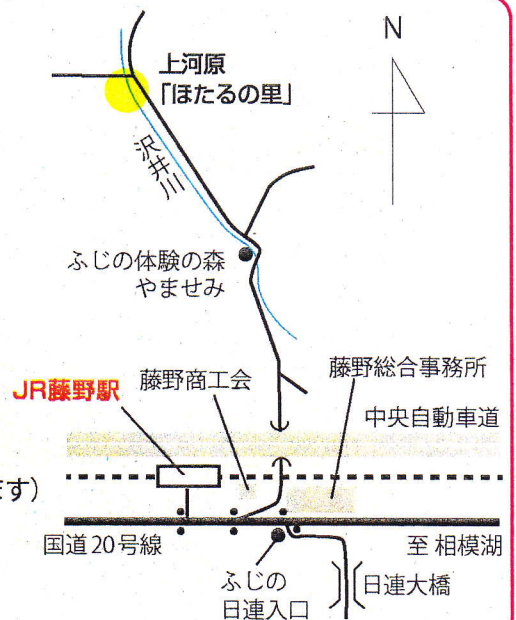 N
上河原
「ほたるの里」
沢井川
ふじの体験の森
やませみ
藤野総合事務所
藤野商工会
JR藤野駅
中央自動車道
す）
国道20号線
至 相模湖
ふじの
日連入口
日連大橋